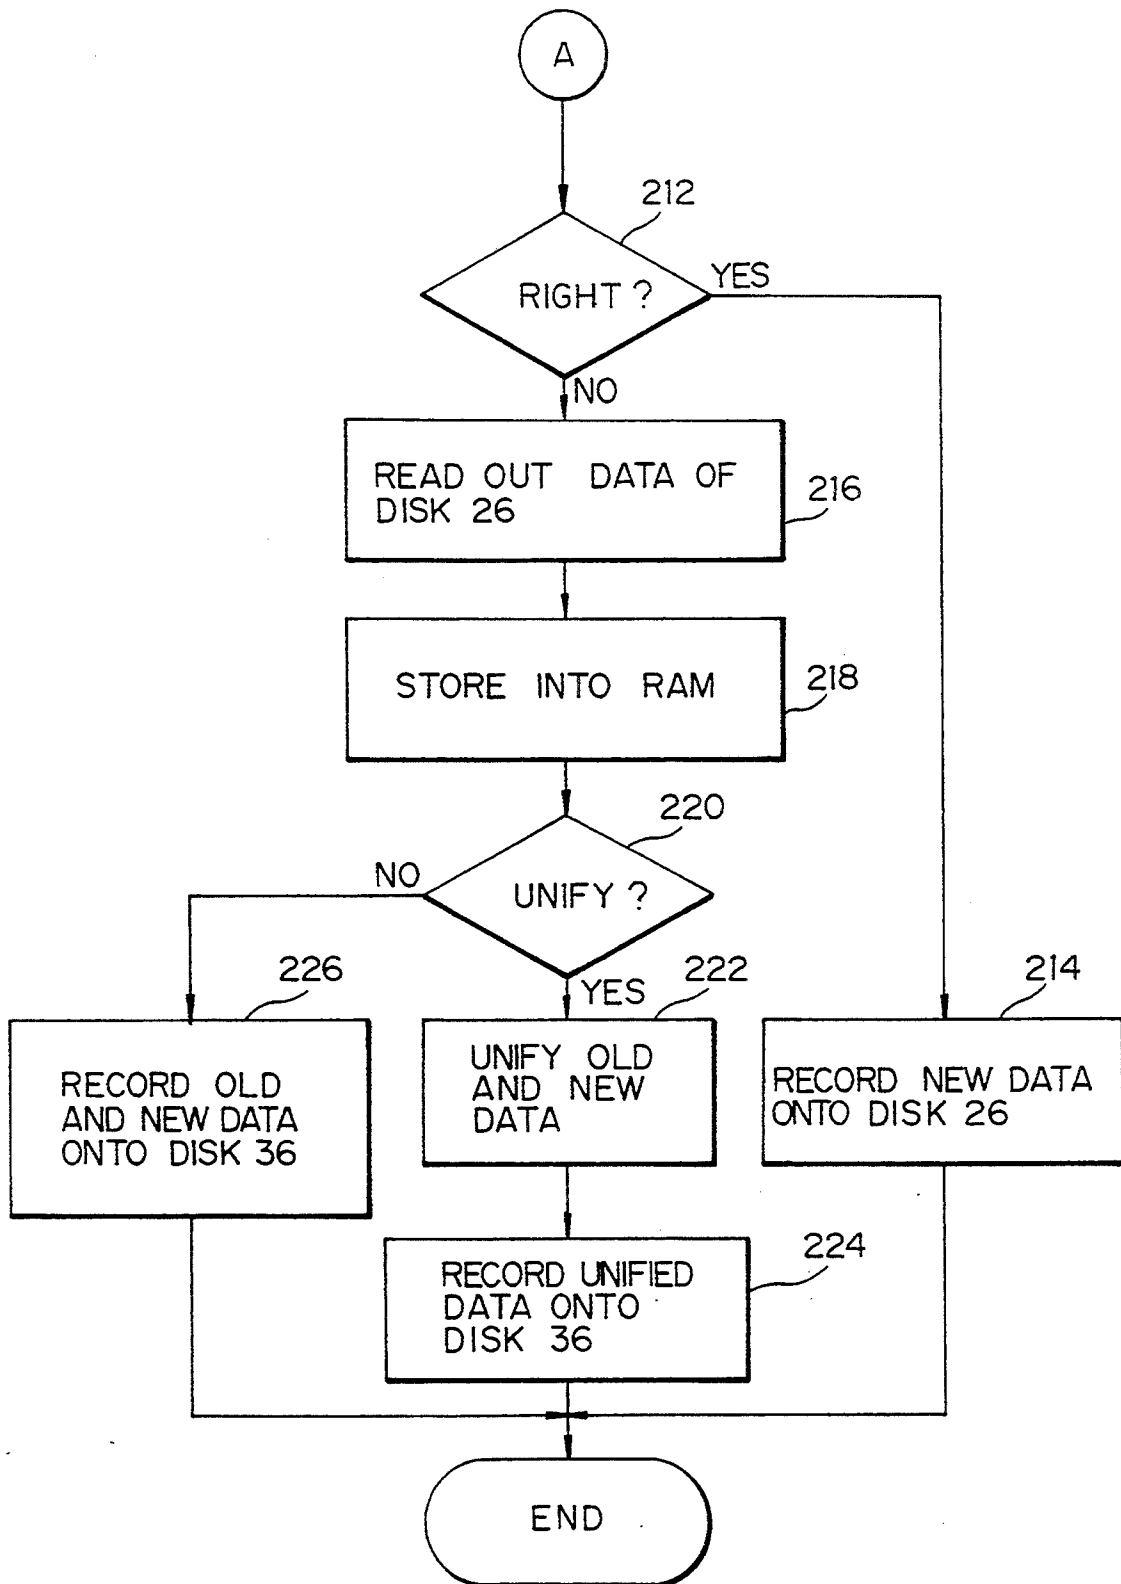 A
212
RIGHT ?
YES
NO
READ OUT DATA OF
DISK 26
216
STORE INTO RAM
218
220
NO
UNIFY ?
YES
226
222
214
RECORD OLD
AND NEW DATA
ONTO DISK 36
UNIFY OLD
AND NEW
DATA
RECORD NEW DATA
ONTO DISK 26
224
RECORD UNIFIED
DATA ONTO
DISK 36
END